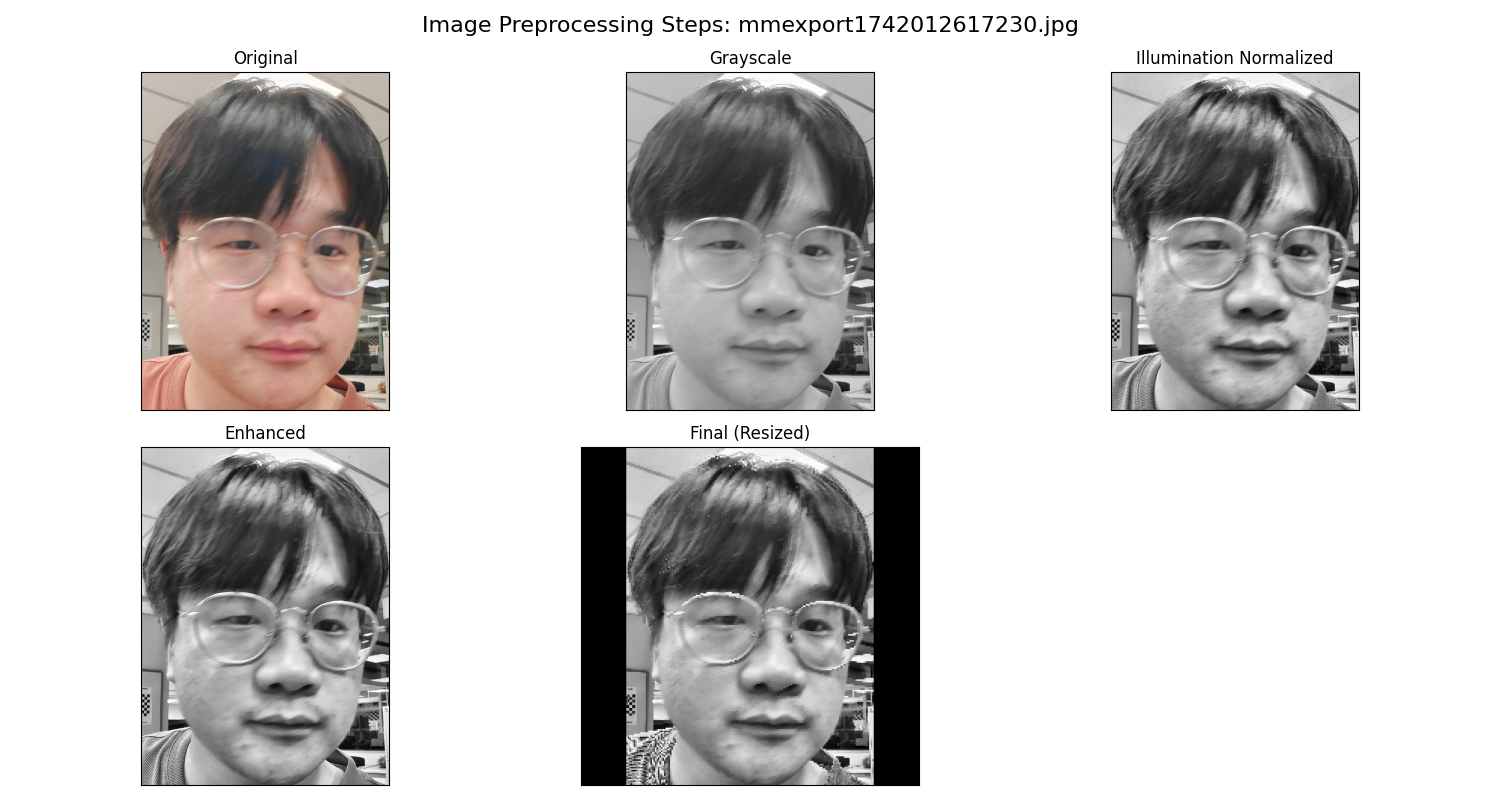 Image Preprocessing Steps: mmexport1742012617230.jpg
Original
Grayscale
Illumination Normalized
Enhanced
Final (Resized)